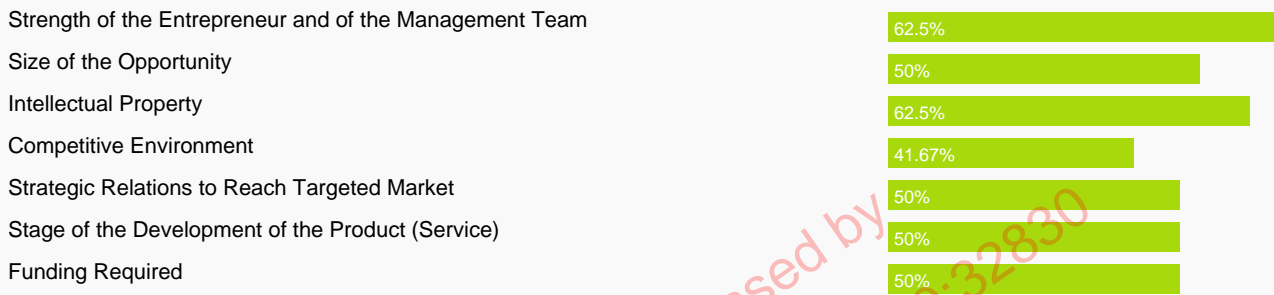 Strength of the Entrepreneur and of the Management Team 62.5%
Size of the Opportunity 50%
Intellectual Property 62.5%
Competitive Environment 41.67%
Strategic Relations to Reach Targeted Market 50%
Stage of the Development of the Product (Service) 50%
Funding Required 50%
by
32830